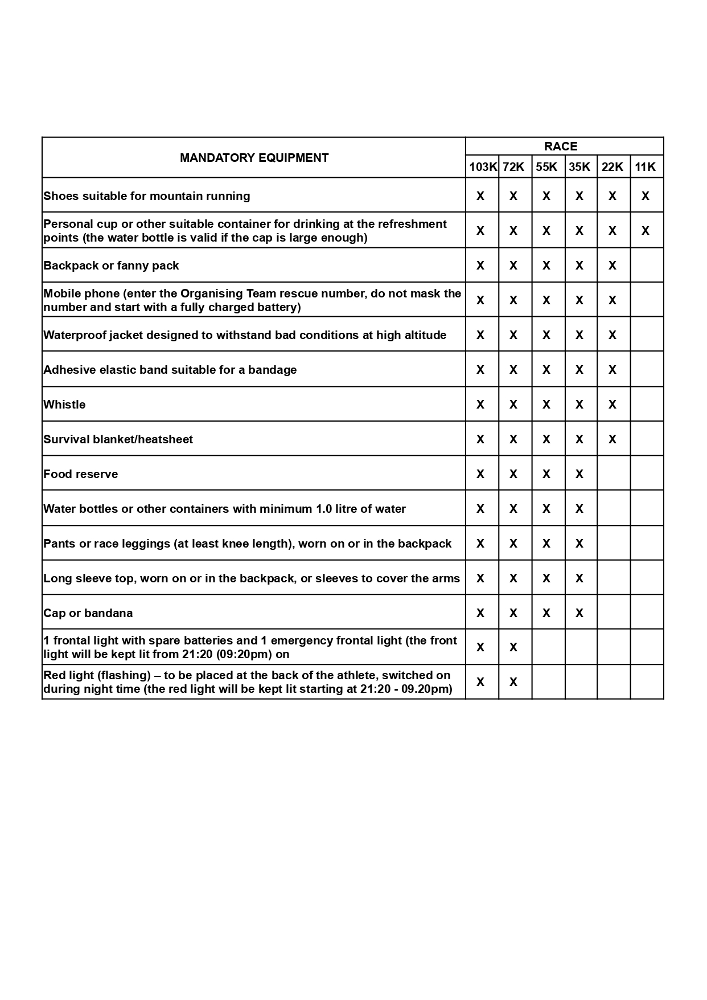 MANDATORY EQUIPMENT
RACE
103K 72K 55K 35K 22K 11K
Shoes suitable for mountain running X X X X X X
Personal cup or other suitable container for drinking at the refreshment
points (the water bottle is valid if the cap is large enough) X X X X X X
Backpack or fanny pack X X X X X
Mobile phone (enter the Organising Team rescue number, do not mask the
number and start with a fully charged battery) X X X X X
Waterproof jacket designed to withstand bad conditions at high altitude X X X X X
Adhesive elastic band suitable for a bandage X X X X X
Whistle X X X X X
Survival blanket/heatsheet X X X X X
Food reserve X X X X
Water bottles or other containers with minimum 1.0 litre of water X X X X
Pants or race leggings (at least knee length), worn on or in the backpack X X X X
Long sleeve top, worn on or in the backpack, or sleeves to cover the arms X X X X
Cap or bandana X X X X
1 frontal light with spare batteries and 1 emergency frontal light (the front
light will be kept lit from 21:20 (09:20pm) on X X
Red light (flashing) – to be placed at the back of the athlete, switched on
during night time (the red light will be kept lit starting at 21:20 - 09.20pm) X X